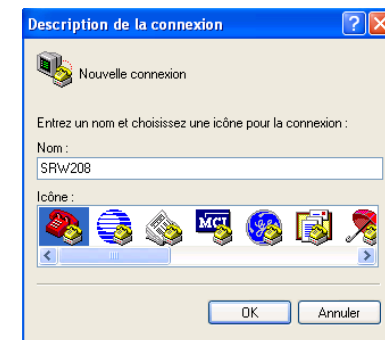 Description de la connexion
Nouvelle connexion
Entrez un nom et choisissez une icône pour la connexion :
Nom :
SRW208
Icône :
MCI
OK Annuler